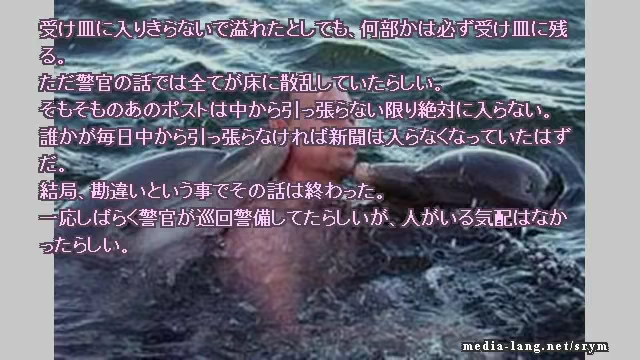 受け皿に入りきらないで溢れたとしても、何部かは必ず受け皿に残
る。
ただ警官の話では全てが床に散乱していたらしい。
そもそものあのポストは中から引っ張らない限り絶対に入らない。
誰かが毎日中から引っ張らなければ新聞は入らなくなっていたはず
だ。
結局、勘違いという事でその話は終わった。
一応しばらく警官が巡回警備してたらしいが、人がいる気配はなか
ったらしい。
media-lang.net/srym